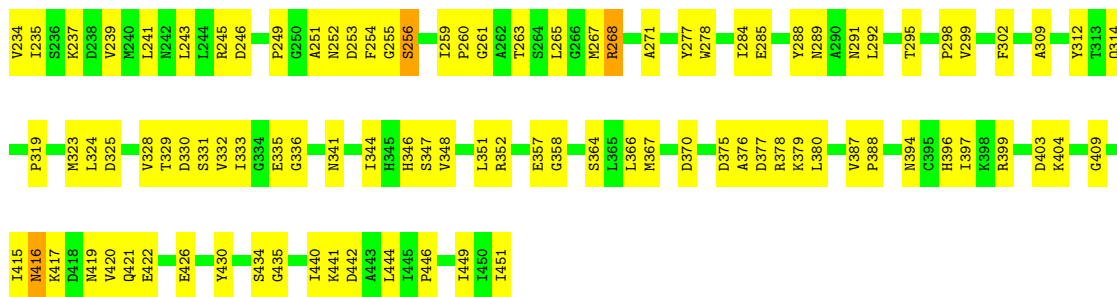 V234 I235 S236 K237 D238 V239 M240 L241 N242 L243 L244 R245 D246 P249 G250 A251 N252 D253 F254 G255 S256 I259 P260 G261 A262 T263 S264 L265 G266 M267 R268 A271 Y277 W278 I284 E285 Y288 N289 A290 N291 L292 T295 P298 V299 F302 A309 Y312 T313
P319 M323 L324 D325 V328 T329 D330 S331 V332 I333 G334 E335 G336 N341 I344 H345 H346 S347 V348 L351 R352 E357 G358 S364 L365 L366 M367 D370 D375 A376 D377 R378 K379 L380 V387 P388 N394 C395 H396 I397 K398 R399 D403 K404 G409
I415 N416 K417 D418 N419 V420 Q421 E422 E426 Y430 S434 G435 I440 K441 D442 A443 L444 I445 P446 I449 I450 I451